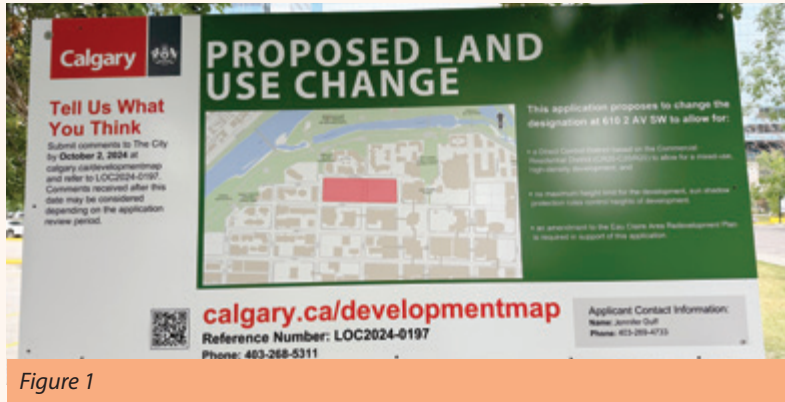 Calgary
PROPOSED LAND
USE CHANGE
Tell Us What
You Think
Submit comments to The City
by October 2, 2024 at
calgary.ca/developmentmap
and refer to LOC2024-0197.
Comments received after this
date may be considered
depending on the application
review period.
This application proposes to change the
designation at 610 2 AV SW to allow for:
• a Direct Control District based on the Commercial
Residential District to allow for a mixed-use,
high-density development; and
• no maximum height limit for the development, sun shadow
protection rules control heights of development.
• an amendment to the Eau Claire Area Redevelopment Plan
is required in support of this application.
calgary.ca/developmentmap
Reference Number: LOC2024-0197
Phone: 403-268-5311
Applicant Contact Information:
Name: Jennifer
Phone: 403-269-4733
Figure 1